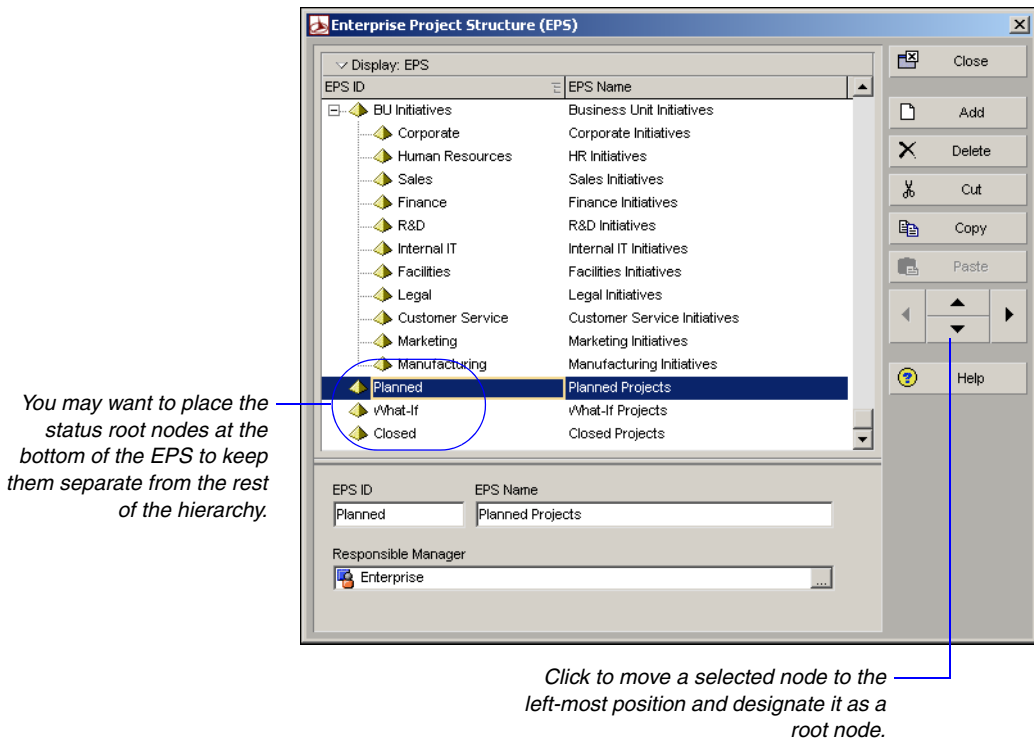 Enterprise Project Structure (EPS)
Display: EPS
EPS ID EPS Name
BU Initiatives Business Unit Initiatives
Corporate Corporate Initiatives
Human Resources HR Initiatives
Sales Sales Initiatives
Finance Finance Initiatives
R&D R&D Initiatives
Internal IT Internal IT Initiatives
Facilities Facilities Initiatives
Legal Legal Initiatives
Customer Service Customer Service Initiatives
Marketing Marketing Initiatives
Manufacturing Manufacturing Initiatives
Planned Planned Projects
What-If What-If Projects
Closed Closed Projects
EPS ID EPS Name
Planned Planned Projects
Responsible Manager
Enterprise
...
Close
Add
Delete
Cut
Copy
Paste
Help
You may want to place the
status root nodes at the
bottom of the EPS to keep
them separate from the rest
of the hierarchy.
Click to move a selected node to the
left-most position and designate it as a
root node.